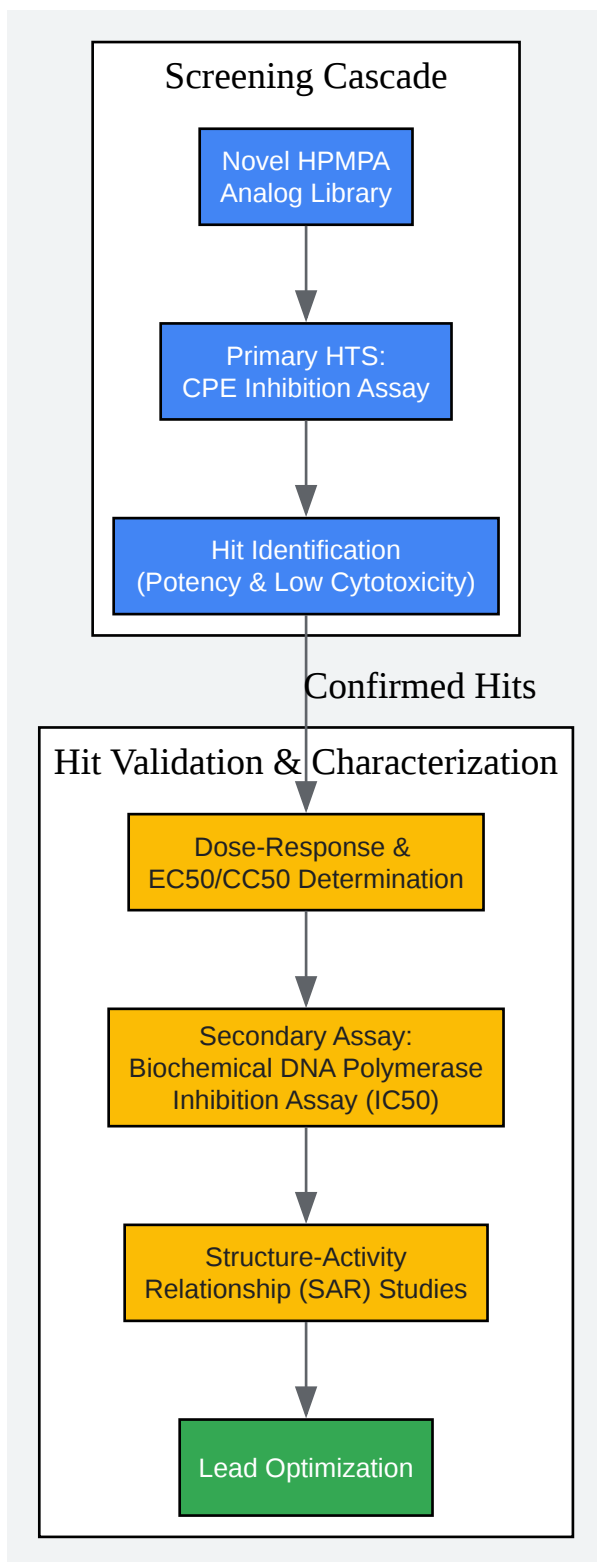 Screening Cascade
Novel HPMPA
Analog Library
Primary HTS:
CPE Inhibition Assay
Hit Identification
(Potency & Low Cytotoxicity)
Confirmed Hits
Hit Validation & Characterization
Dose-Response &
EC50/CC50 Determination
Secondary Assay:
Biochemical DNA Polymerase
Inhibition Assay (IC50)
Structure-Activity
Relationship (SAR) Studies
Lead Optimization